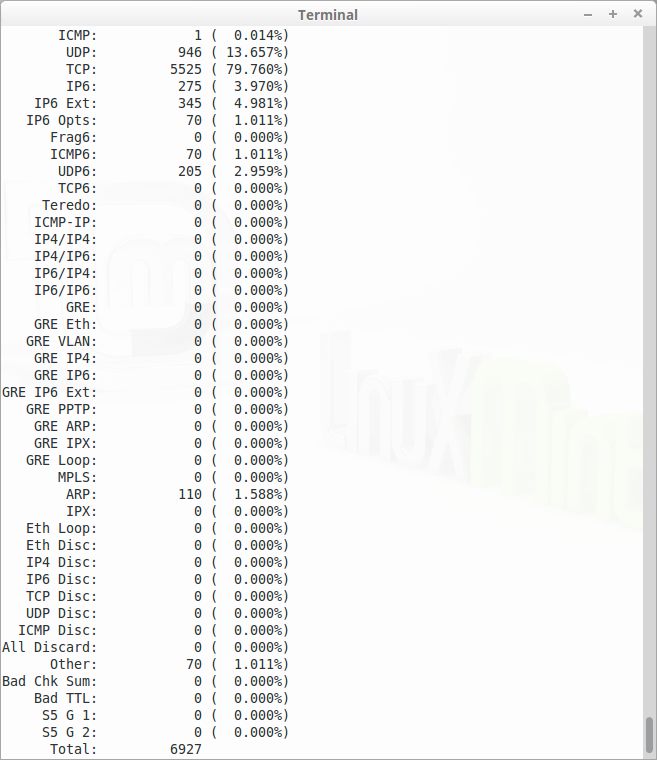 Terminal
ICMP: 1 ( 0.014%)
UDP: 946 ( 13.657%)
TCP: 5525 ( 79.760%)
IP6: 275 ( 3.970%)
IP6 Ext: 345 ( 4.981%)
IP6 Opts: 70 ( 1.011%)
Frag6: 0 ( 0.000%)
ICMP6: 70 ( 1.011%)
UDP6: 205 ( 2.959%)
TCP6: 0 ( 0.000%)
Teredo: 0 ( 0.000%)
ICMP-IP: 0 ( 0.000%)
IP4/IP4: 0 ( 0.000%)
IP4/IP6: 0 ( 0.000%)
IP6/IP4: 0 ( 0.000%)
IP6/IP6: 0 ( 0.000%)
GRE: 0 ( 0.000%)
GRE Eth: 0 ( 0.000%)
GRE VLAN: 0 ( 0.000%)
GRE IP4: 0 ( 0.000%)
GRE IP6: 0 ( 0.000%)
GRE IP6 Ext: 0 ( 0.000%)
GRE PPTP: 0 ( 0.000%)
GRE ARP: 0 ( 0.000%)
GRE IPX: 0 ( 0.000%)
GRE Loop: 0 ( 0.000%)
MPLS: 0 ( 0.000%)
ARP: 110 ( 1.588%)
IPX: 0 ( 0.000%)
Eth Loop: 0 ( 0.000%)
Eth Disc: 0 ( 0.000%)
IP4 Disc: 0 ( 0.000%)
IP6 Disc: 0 ( 0.000%)
TCP Disc: 0 ( 0.000%)
UDP Disc: 0 ( 0.000%)
ICMP Disc: 0 ( 0.000%)
All Discard: 0 ( 0.000%)
Other: 70 ( 1.011%)
Bad Chk Sum: 0 ( 0.000%)
Bad TTL: 0 ( 0.000%)
S5 G 1: 0 ( 0.000%)
S5 G 2: 0 ( 0.000%)
Total: 6927
LinuxMint